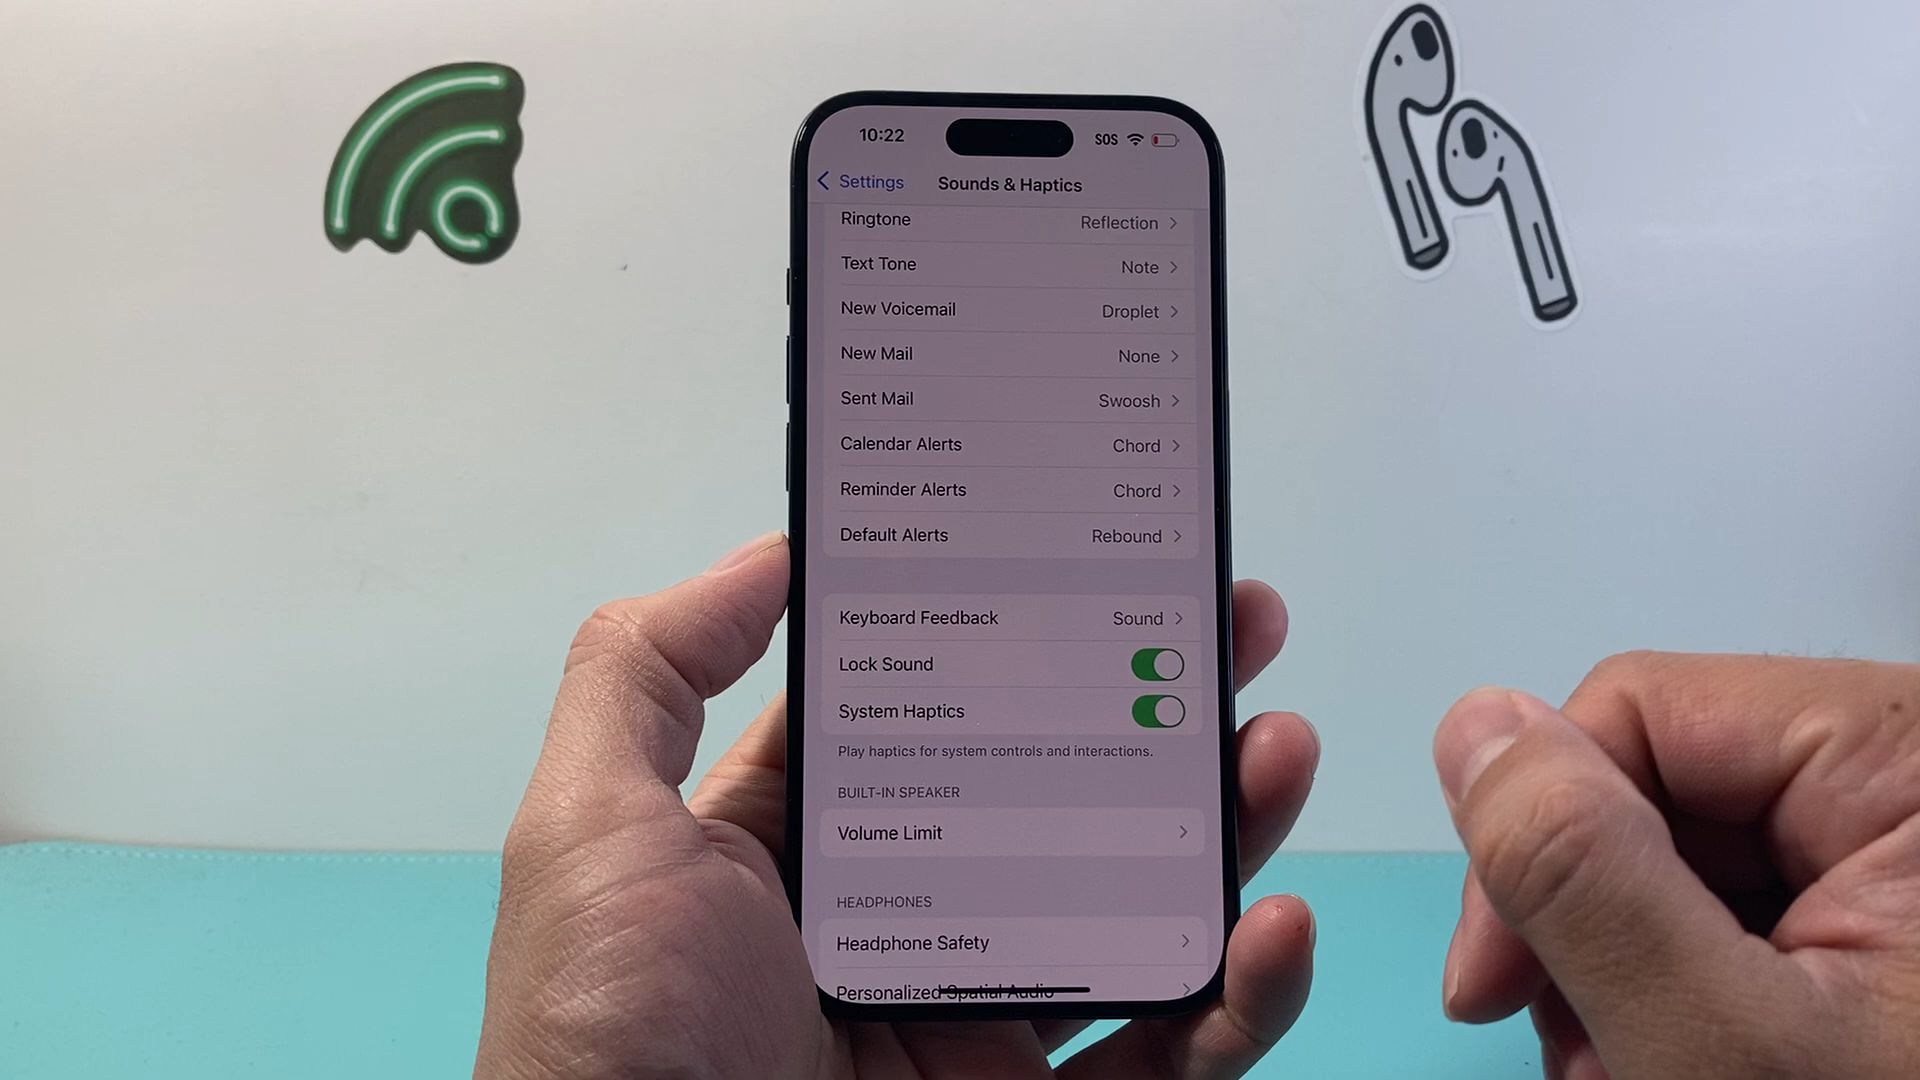 10:22
SOS
Settings
Sounds & Haptics
Ringtone Reflection
Text Tone Note
New Voicemail Droplet
New Mail None
Sent Mail Swoosh
Calendar Alerts Chord
Reminder Alerts Chord
Default Alerts Rebound
Keyboard Feedback Sound
Lock Sound
System Haptics
Play haptics for system controls and interactions.
BUILT-IN SPEAKER
Volume Limit
HEADPHONES
Headphone Safety
Personalized Spatial Audio